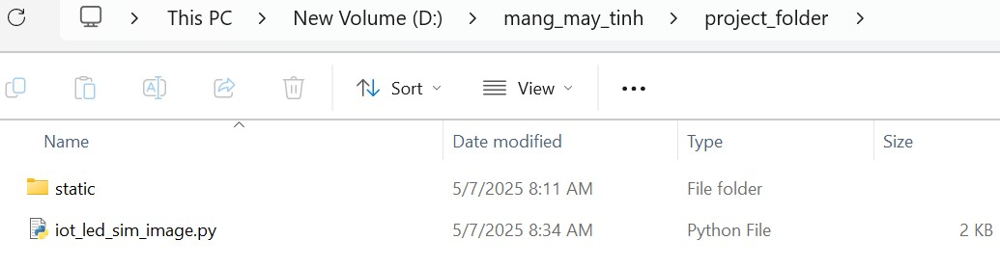 This PC > New Volume (D:) > mang_may_tinh > project_folder >
Sort View
Name Date modified Type Size
static 5/7/2025 8:11 AM File folder
iot_led_sim_image.py 5/7/2025 8:34 AM Python File 2 KB